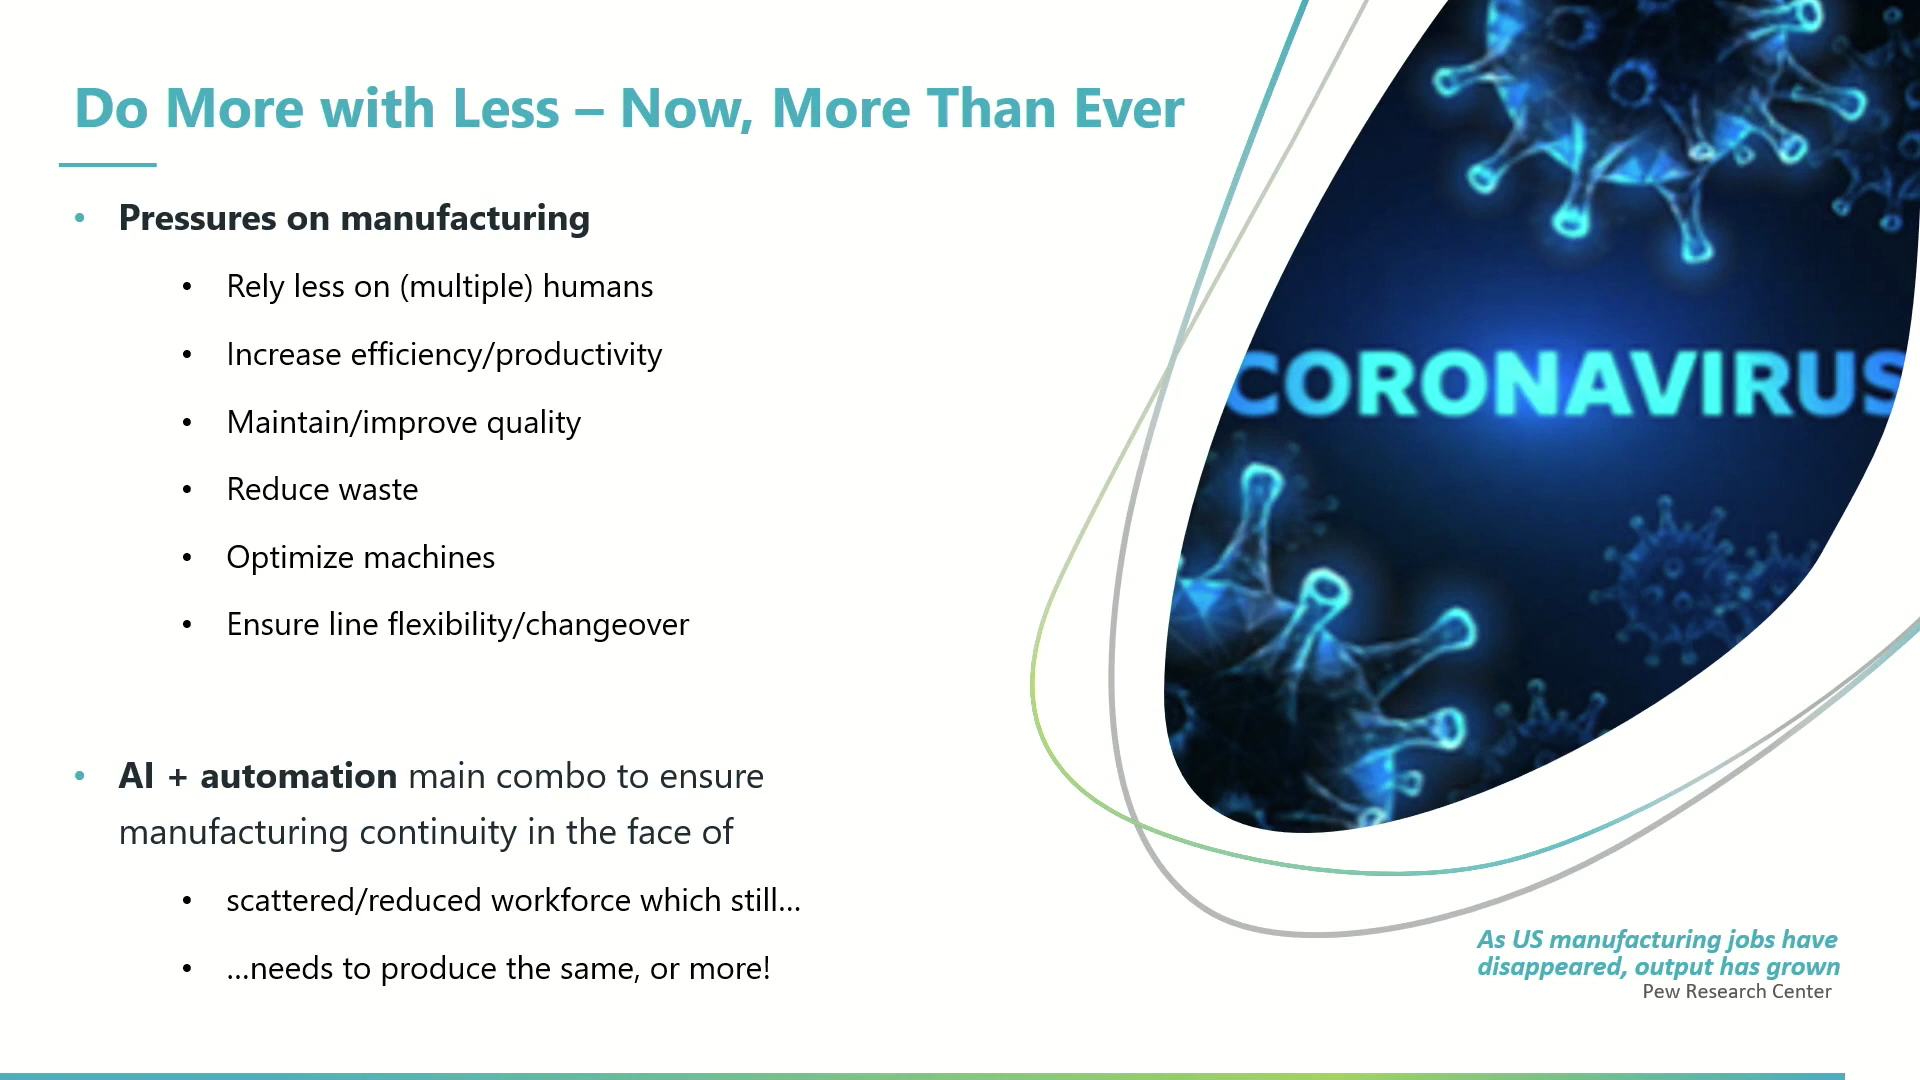 Do More with Less – Now, More Than Ever
• Pressures on manufacturing
• Rely less on (multiple) humans
• Increase efficiency/productivity
• Maintain/improve quality
• Reduce waste
• Optimize machines
• Ensure line flexibility/changeover
• AI + automation main combo to ensure
manufacturing continuity in the face of
• scattered/reduced workforce which still…
• …needs to produce the same, or more!
CORONAVIRUS
As US manufacturing jobs have
disappeared, output has grown
Pew Research Center